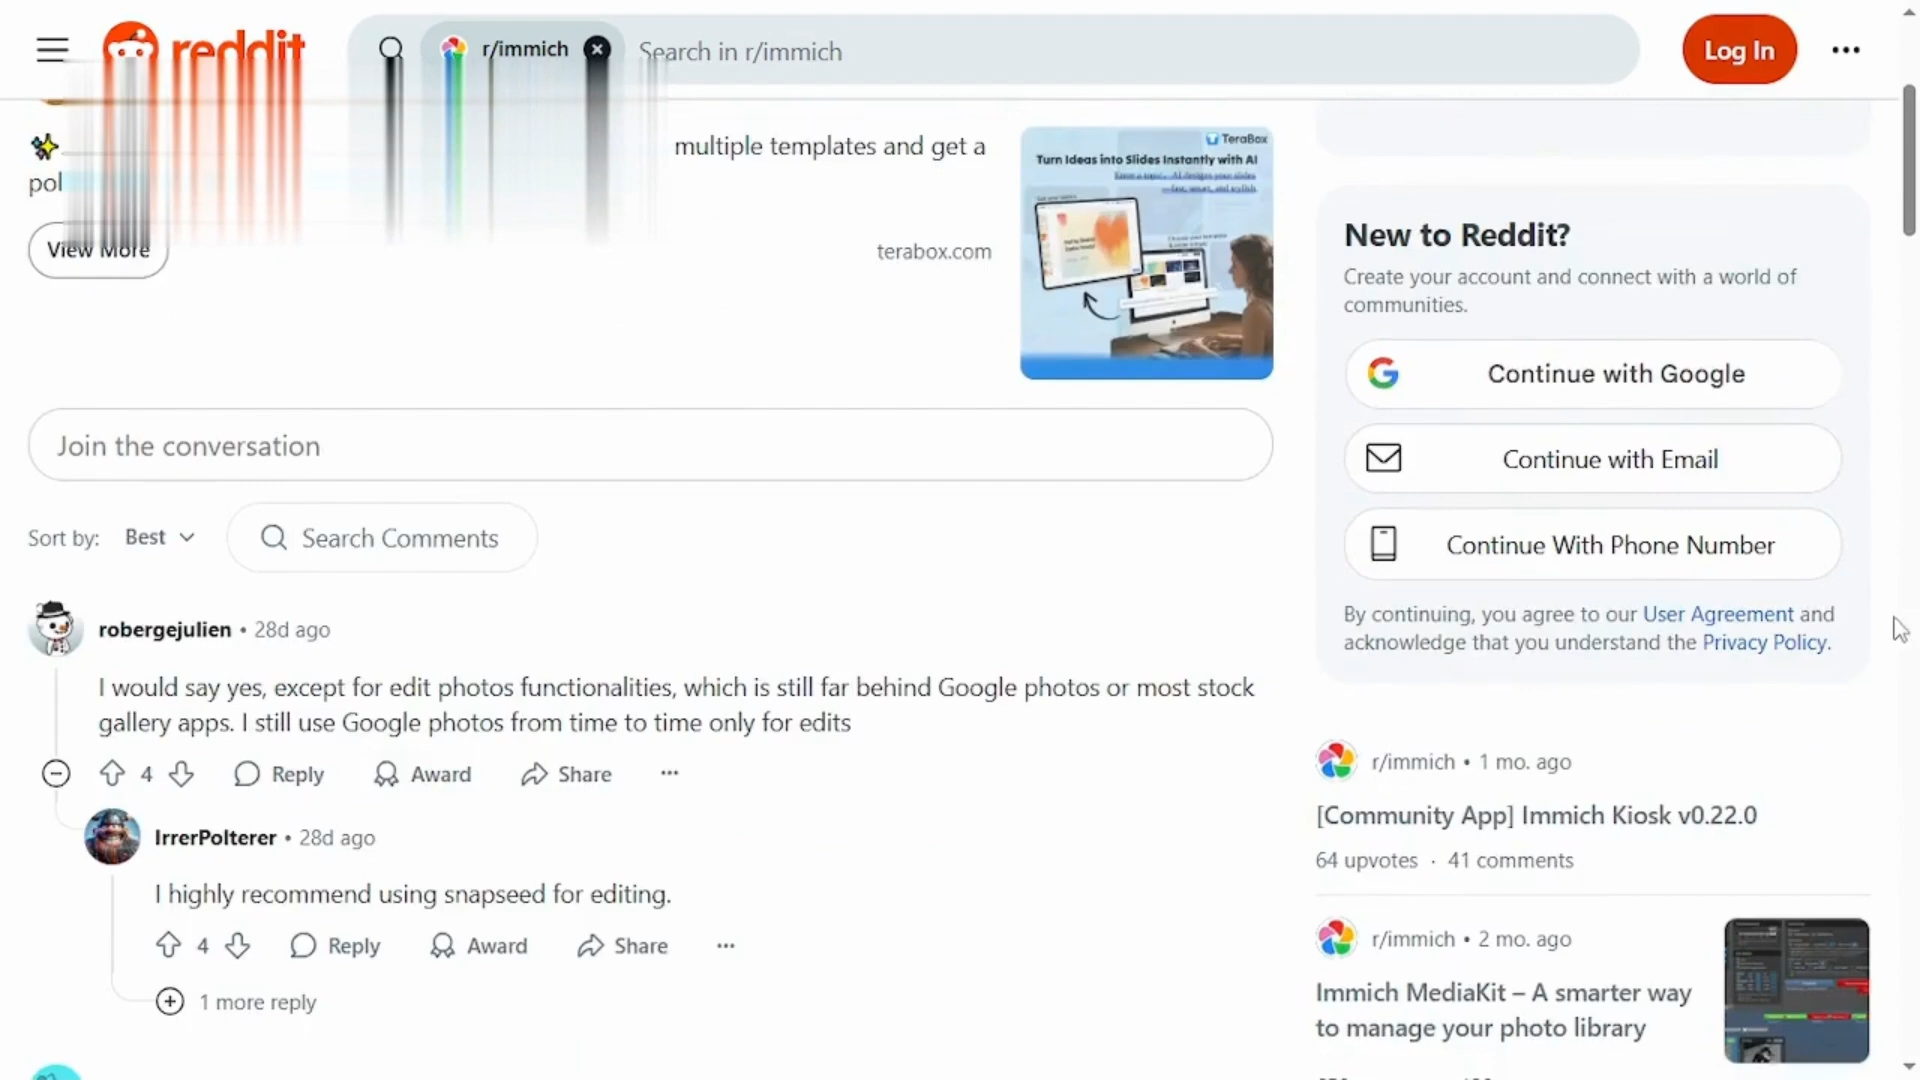 reddit
r/immich
Search in r/immich
Log In
multiple templates and get a
pol
View More
terabox.com
TeraBox
Turn Ideas into Slides Instantly with AI
Join the conversation
Sort by: Best
Search Comments
robergejulien • 28d ago
I would say yes, except for edit photos functionalities, which is still far behind Google photos or most stock
gallery apps. I still use Google photos from time to time only for edits
4 Reply Award Share
IrrerPolterer • 28d ago
I highly recommend using snapseed for editing.
4 Reply Award Share
1 more reply
New to Reddit?
Create your account and connect with a world of
communities.
Continue with Google
Continue with Email
Continue With Phone Number
By continuing, you agree to our User Agreement and
acknowledge that you understand the Privacy Policy.
r/immich • 1 mo. ago
[Community App] Immich Kiosk v0.22.0
64 upvotes · 41 comments
r/immich • 2 mo. ago
Immich MediaKit – A smarter way
to manage your photo library